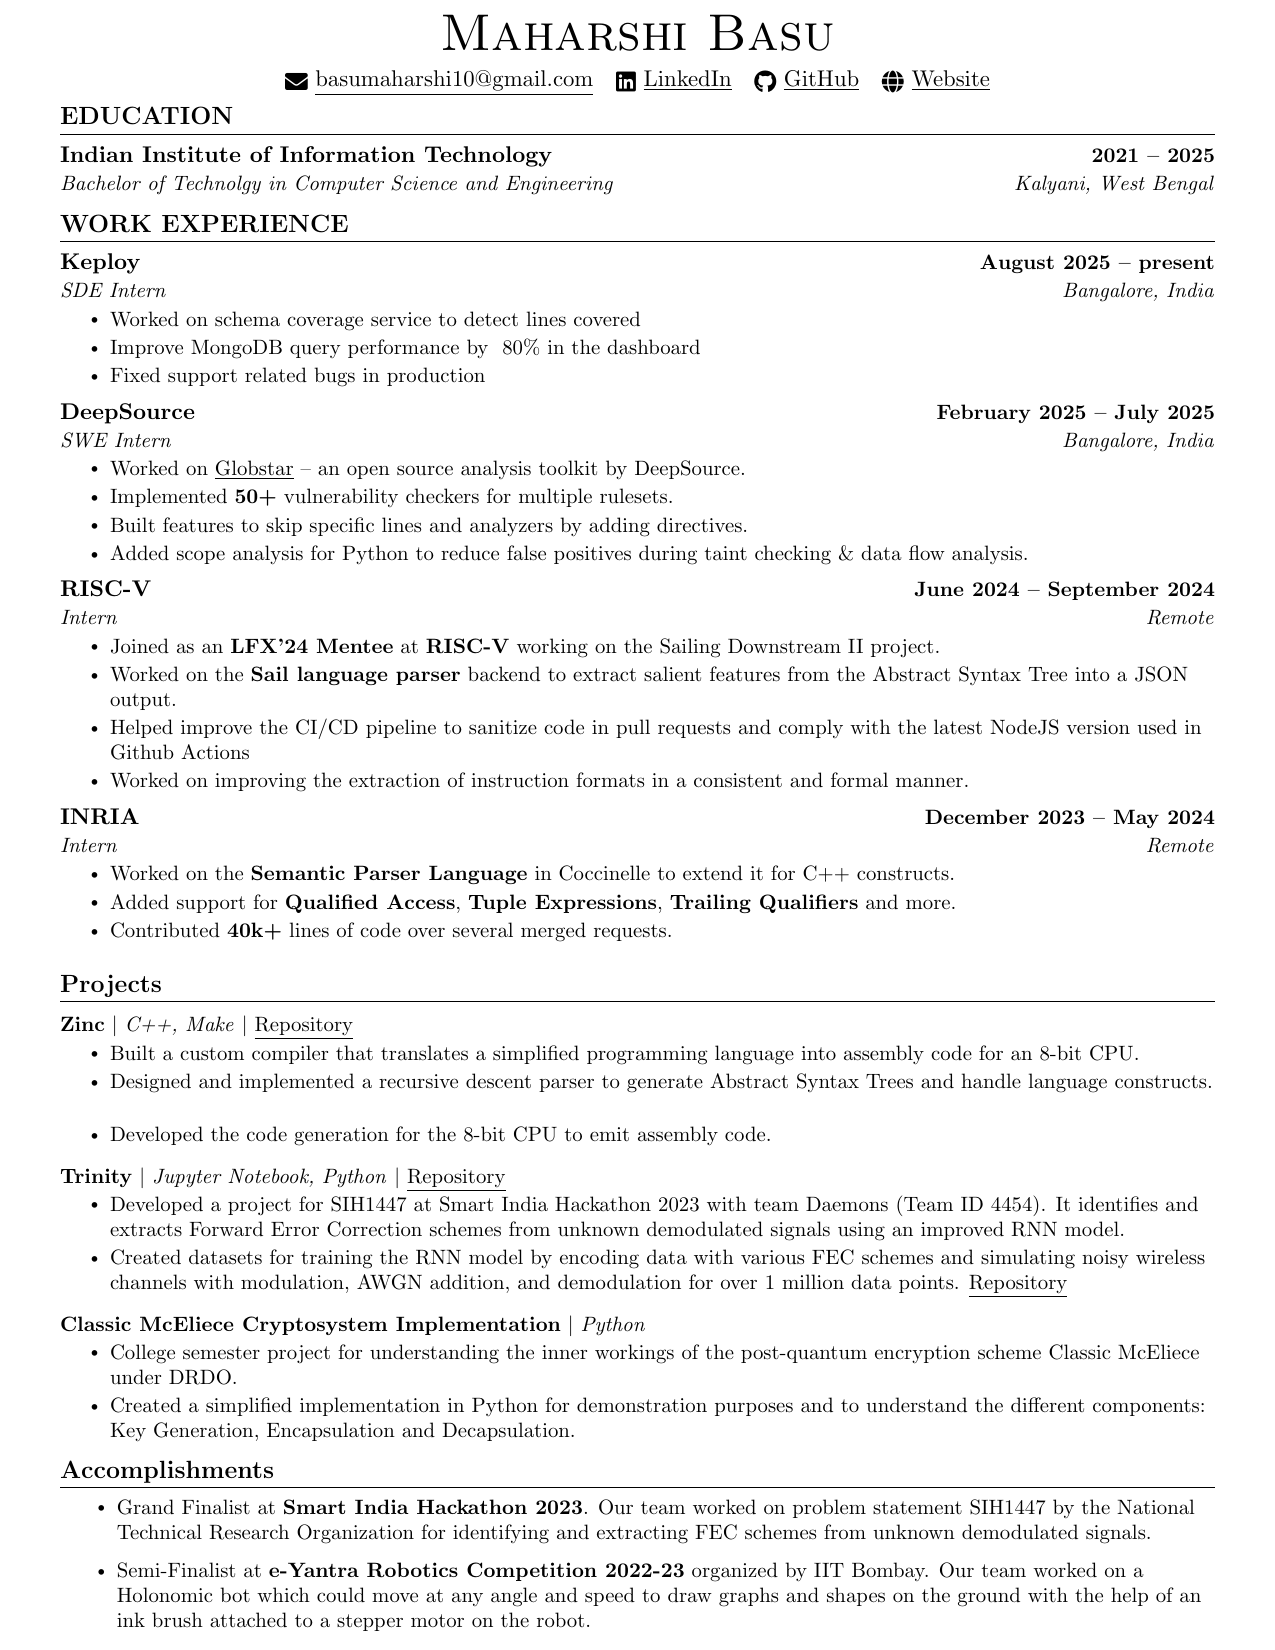 Maharshi Basu
basumaharshi10@gmail.com LinkedIn GitHub Website
EDUCATION
Indian Institute of Information Technology 2021 – 2025
Bachelor of Technolgy in Computer Science and Engineering Kalyani, West Bengal
WORK EXPERIENCE
Keploy August 2025 – present
SDE Intern Bangalore, India
• Worked on schema coverage service to detect lines covered
• Improve MongoDB query performance by 80% in the dashboard
• Fixed support related bugs in production
DeepSource February 2025 – July 2025
SWE Intern Bangalore, India
• Worked on Globstar – an open source analysis toolkit by DeepSource.
• Implemented 50+ vulnerability checkers for multiple rulesets.
• Built features to skip specific lines and analyzers by adding directives.
• Added scope analysis for Python to reduce false positives during taint checking & data flow analysis.
RISC-V June 2024 – September 2024
Intern Remote
• Joined as an LFX'24 Mentee at RISC-V working on the Sailing Downstream II project.
• Worked on the Sail language parser backend to extract salient features from the Abstract Syntax Tree into a JSON
output.
• Helped improve the CI/CD pipeline to sanitize code in pull requests and comply with the latest NodeJS version used in
Github Actions
• Worked on improving the extraction of instruction formats in a consistent and formal manner.
INRIA December 2023 – May 2024
Intern Remote
• Worked on the Semantic Parser Language in Coccinelle to extend it for C++ constructs.
• Added support for Qualified Access, Tuple Expressions, Trailing Qualifiers and more.
• Contributed 40k+ lines of code over several merged requests.
Projects
Zinc | C++, Make | Repository
• Built a custom compiler that translates a simplified programming language into assembly code for an 8-bit CPU.
• Designed and implemented a recursive descent parser to generate Abstract Syntax Trees and handle language constructs.
• Developed the code generation for the 8-bit CPU to emit assembly code.
Trinity | Jupyter Notebook, Python | Repository
• Developed a project for SIH1447 at Smart India Hackathon 2023 with team Daemons (Team ID 4454). It identifies and
extracts Forward Error Correction schemes from unknown demodulated signals using an improved RNN model.
• Created datasets for training the RNN model by encoding data with various FEC schemes and simulating noisy wireless
channels with modulation, AWGN addition, and demodulation for over 1 million data points. Repository
Classic McEliece Cryptosystem Implementation | Python
• College semester project for understanding the inner workings of the post-quantum encryption scheme Classic McEliece
under DRDO.
• Created a simplified implementation in Python for demonstration purposes and to understand the different components:
Key Generation, Encapsulation and Decapsulation.
Accomplishments
• Grand Finalist at Smart India Hackathon 2023. Our team worked on problem statement SIH1447 by the National
Technical Research Organization for identifying and extracting FEC schemes from unknown demodulated signals.
• Semi-Finalist at e-Yantra Robotics Competition 2022-23 organized by IIT Bombay. Our team worked on a
Holonomic bot which could move at any angle and speed to draw graphs and shapes on the ground with the help of an
ink brush attached to a stepper motor on the robot.